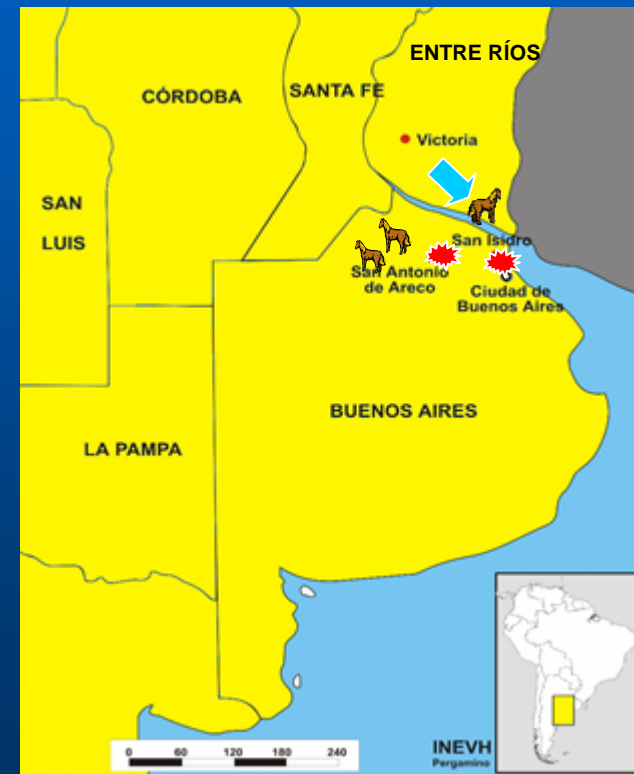 ENTRE RÍOS
CÓRDOBA
SANTA FE
Victoria
SAN
LUIS
San Isidro
San Antonio
de Areco
Ciudad de
Buenos Aires
BUENOS AIRES
LA PAMPA
INEVH
Pergamino
0 60 120 180 240